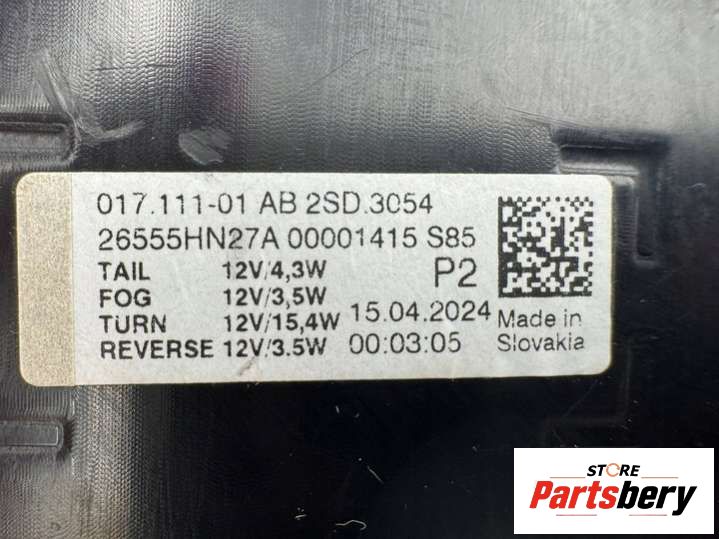 017.111-01 AB 2SD.3054
26555HN27A 00001415 S85
TAIL 12V/4,3W P2
FOG 12V/3,5W
TURN 12V/15,4W 15.04.2024 Made in
REVERSE 12V/3.5W 00:03:05 Slovakia
STORE
Partsbery